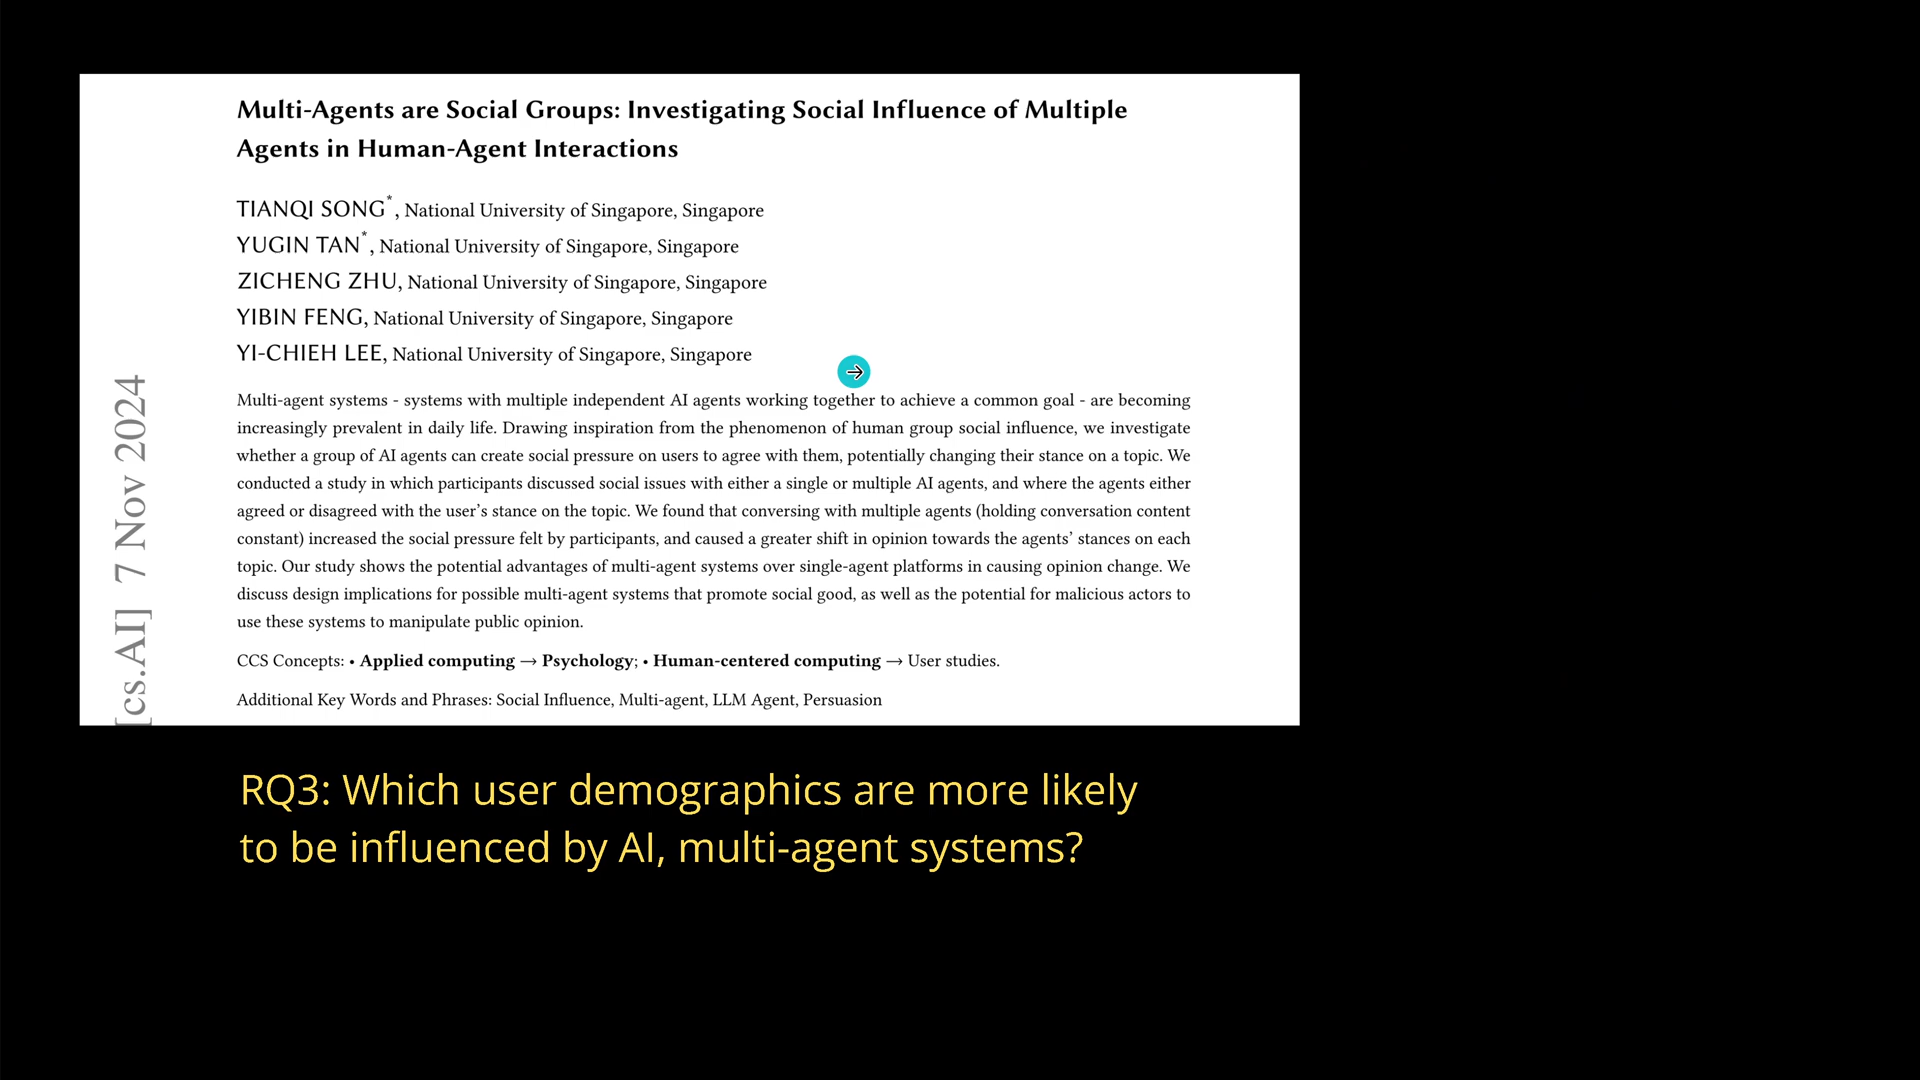 Multi-Agents are Social Groups: Investigating Social Influence of Multiple
Agents in Human-Agent Interactions
TIANQI SONG*, National University of Singapore, Singapore
YUGIN TAN*, National University of Singapore, Singapore
ZICHENG ZHU, National University of Singapore, Singapore
YIBIN FENG, National University of Singapore, Singapore
YI-CHIEH LEE, National University of Singapore, Singapore
Multi-agent systems - systems with multiple independent AI agents working together to achieve a common goal - are becoming
increasingly prevalent in daily life. Drawing inspiration from the phenomenon of human group social influence, we investigate
whether a group of AI agents can create social pressure on users to agree with them, potentially changing their stance on a topic. We
conducted a study in which participants discussed social issues with either a single or multiple AI agents, and where the agents either
agreed or disagreed with the user's stance on the topic. We found that conversing with multiple agents (holding conversation content
constant) increased the social pressure felt by participants, and caused a greater shift in opinion towards the agents' stances on each
topic. Our study shows the potential advantages of multi-agent systems over single-agent platforms in causing opinion change. We
discuss design implications for possible multi-agent systems that promote social good, as well as the potential for malicious actors to
use these systems to manipulate public opinion.
CCS Concepts: • Applied computing → Psychology; • Human-centered computing → User studies.
Additional Key Words and Phrases: Social Influence, Multi-agent, LLM Agent, Persuasion
[cs.AI] 7 Nov 2024
RQ3: Which user demographics are more likely
to be influenced by AI, multi-agent systems?